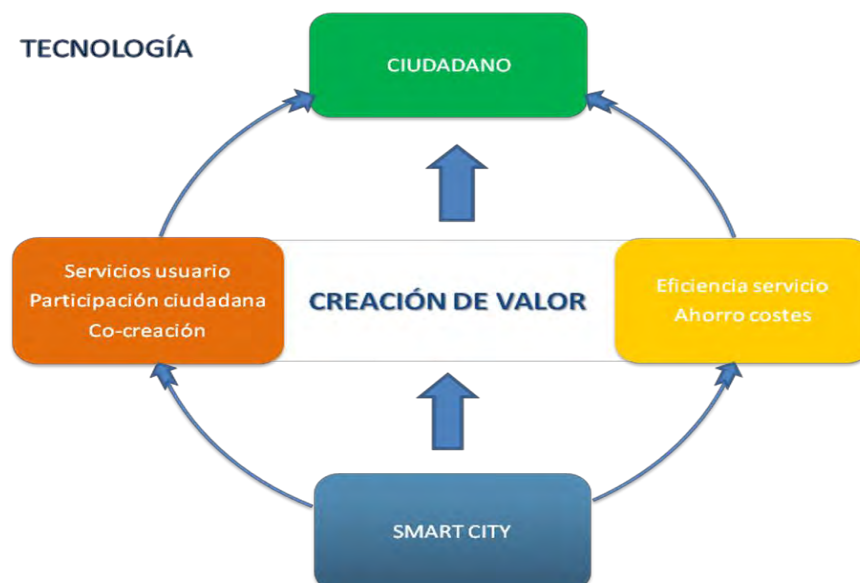 TECNOLOGÍA
CIUDADANO
Servicios usuario
Participación ciudadana
Co-creación
CREACIÓN DE VALOR
Eficiencia servicio
Ahorro costes
SMART CITY